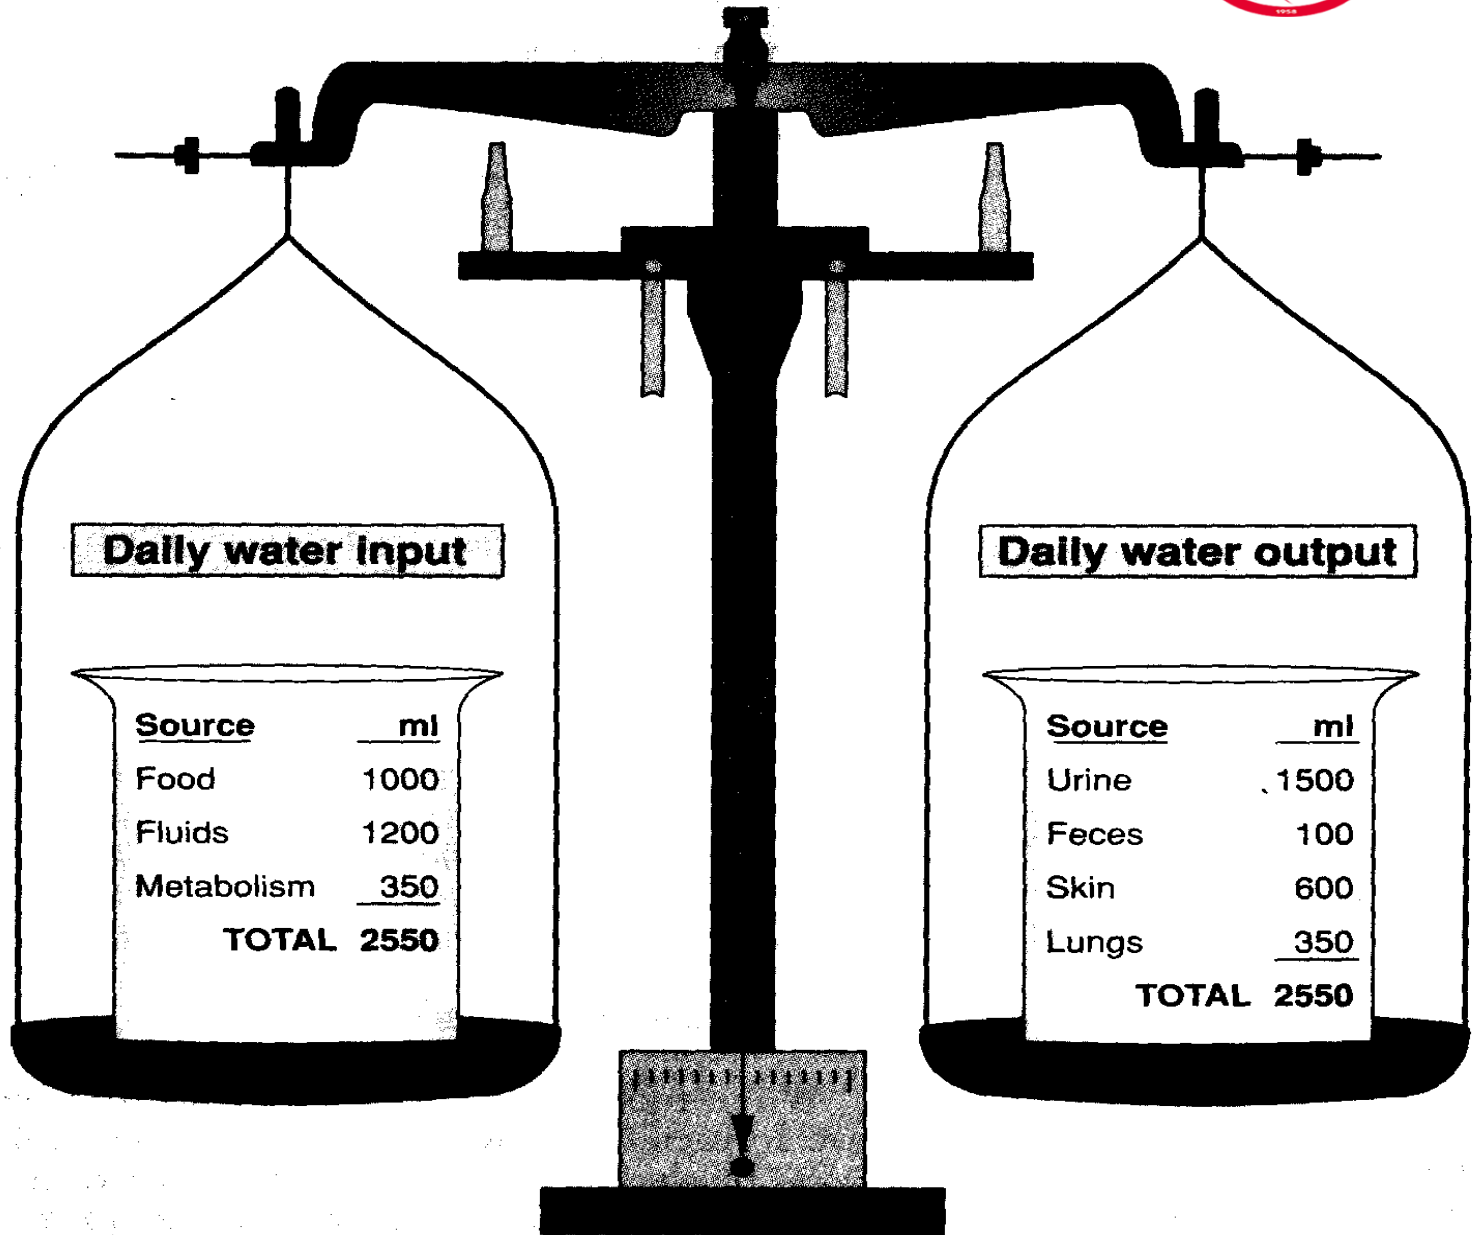 1958
Daily water input
Daily water output
Source ml
Food 1000
Fluids 1200
Metabolism 350
TOTAL 2550
Source ml
Urine 1500
Feces 100
Skin 600
Lungs 350
TOTAL 2550